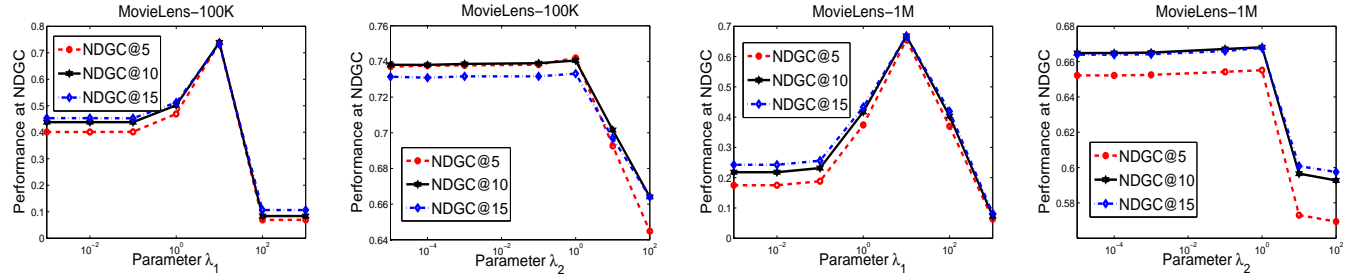 MovieLens−100K
Performance at NDGC
0.8
0.7
0.6
0.5
0.4
0.3
0.2
0.1
0
NDGC@5
NDGC@10
NDGC@15
10^−2
10^0
10^2
Parameter λ_1
MovieLens−100K
Performance at NDGC
0.76
0.74
0.72
0.7
0.68
0.66
0.64
NDGC@5
NDGC@10
NDGC@15
10^−4
10^−2
10^0
10^2
Parameter λ_2
MovieLens−1M
Performance at NDGC
0.7
0.6
0.5
0.4
0.3
0.2
0.1
0
NDGC@5
NDGC@10
NDGC@15
10^−2
10^0
10^2
Parameter λ_1
MovieLens−1M
Performance at NDGC
0.68
0.66
0.64
0.62
0.6
0.58
NDGC@5
NDGC@10
NDGC@15
10^−4
10^−2
10^0
10^2
Parameter λ_2